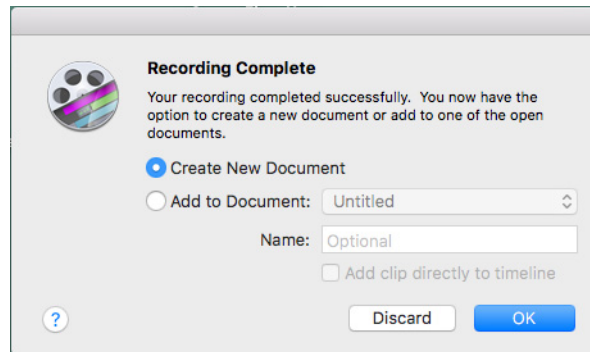 Recording Complete
Your recording completed successfully. You now have the
option to create a new document or add to one of the open
documents.
Create New Document
Add to Document: Untitled
Name: Optional
Add clip directly to timeline
? Discard OK